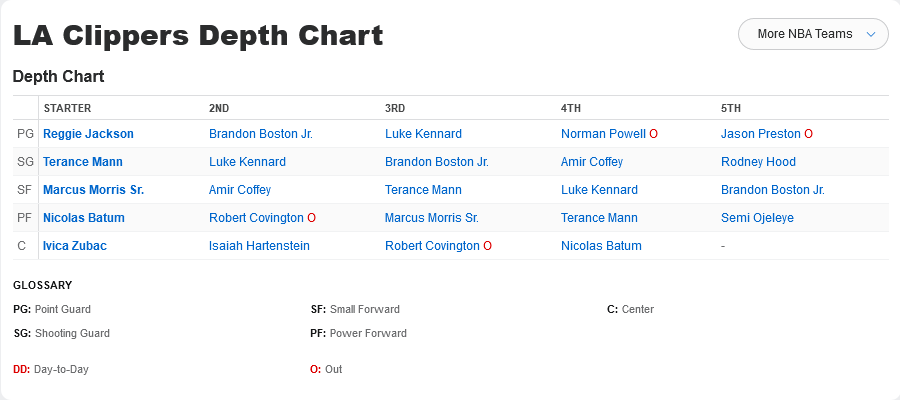 LA Clippers Depth Chart
More NBA Teams
Depth Chart
STARTER 2ND 3RD 4TH 5TH
PG Reggie Jackson Brandon Boston Jr. Luke Kennard Norman Powell O Jason Preston O
SG Terance Mann Luke Kennard Brandon Boston Jr. Amir Coffey Rodney Hood
SF Marcus Morris Sr. Amir Coffey Terance Mann Luke Kennard Brandon Boston Jr.
PF Nicolas Batum Robert Covington O Marcus Morris Sr. Terance Mann Semi Ojeleye
C Ivica Zubac Isaiah Hartenstein Robert Covington O Nicolas Batum -
GLOSSARY
PG: Point Guard SF: Small Forward C: Center
SG: Shooting Guard PF: Power Forward
DD: Day-to-Day O: Out